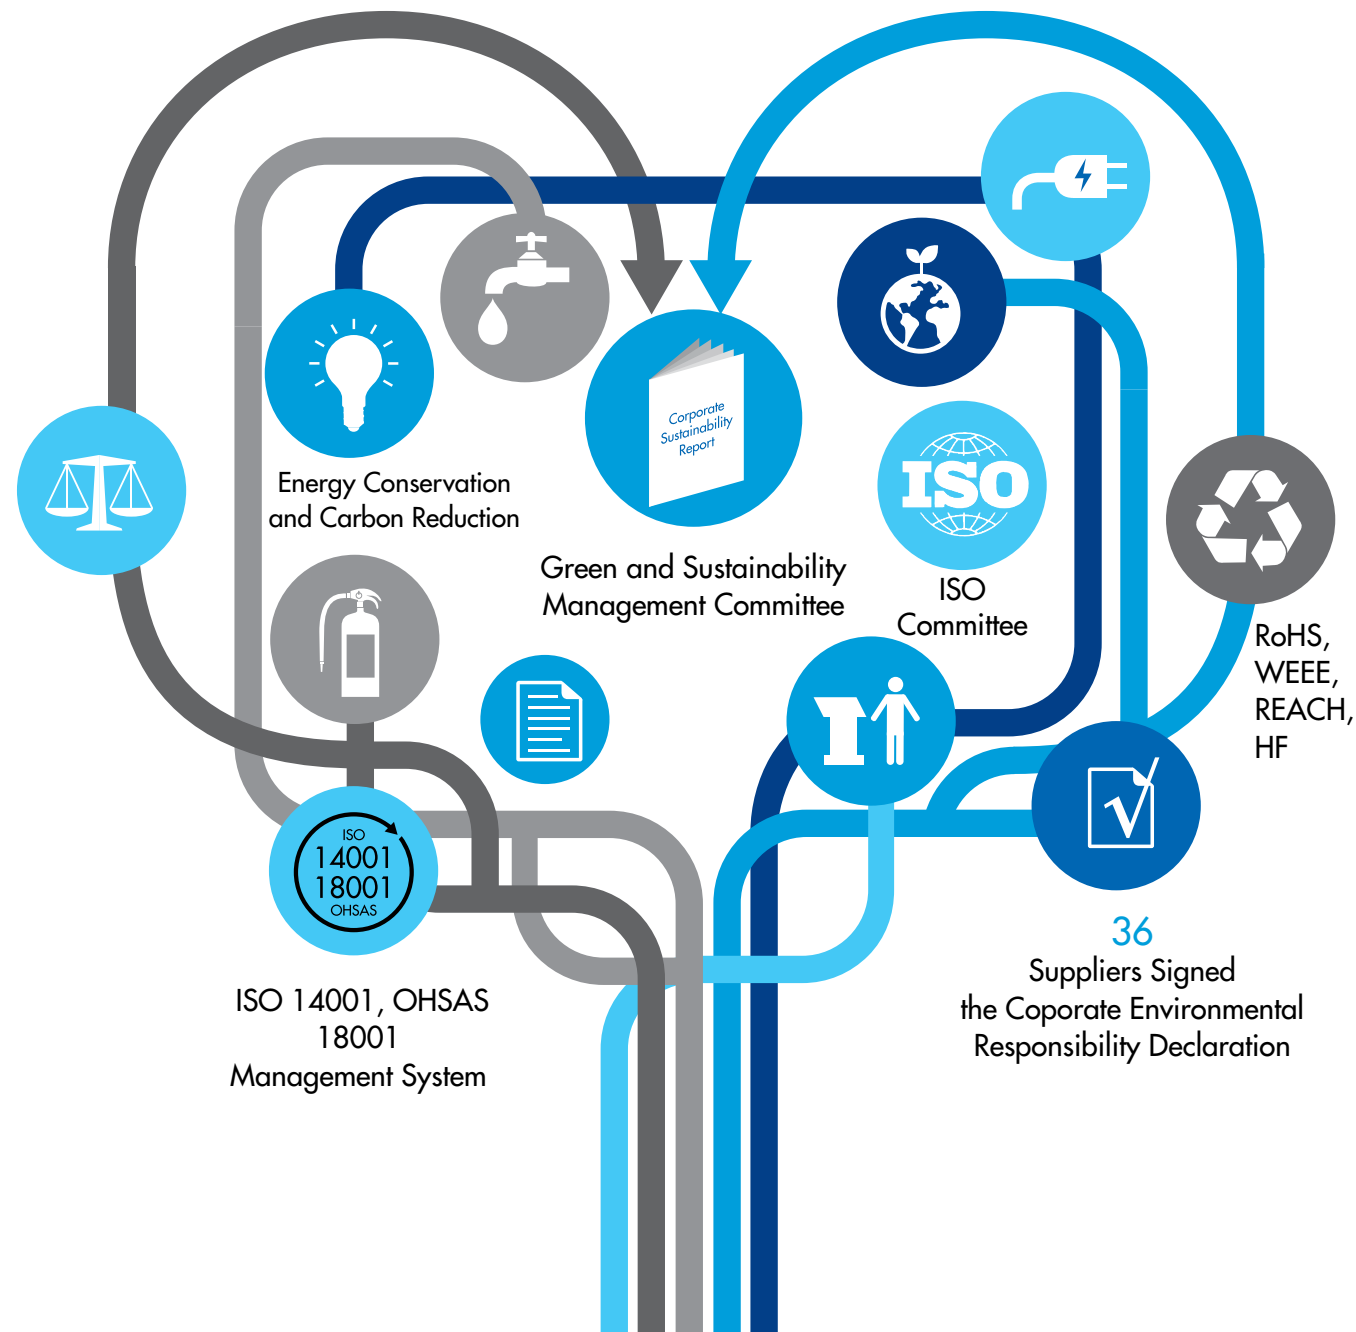 Corporate
Sustainability
Report
Energy Conservation
and Carbon Reduction
Green and Sustainability
Management Committee
ISO
ISO
Committee
RoHS,
WEEE,
REACH,
HF
ISO
14001
18001
OHSAS
ISO 14001, OHSAS
18001
Management System
36
Suppliers Signed
the Coporate Environmental
Responsibility Declaration